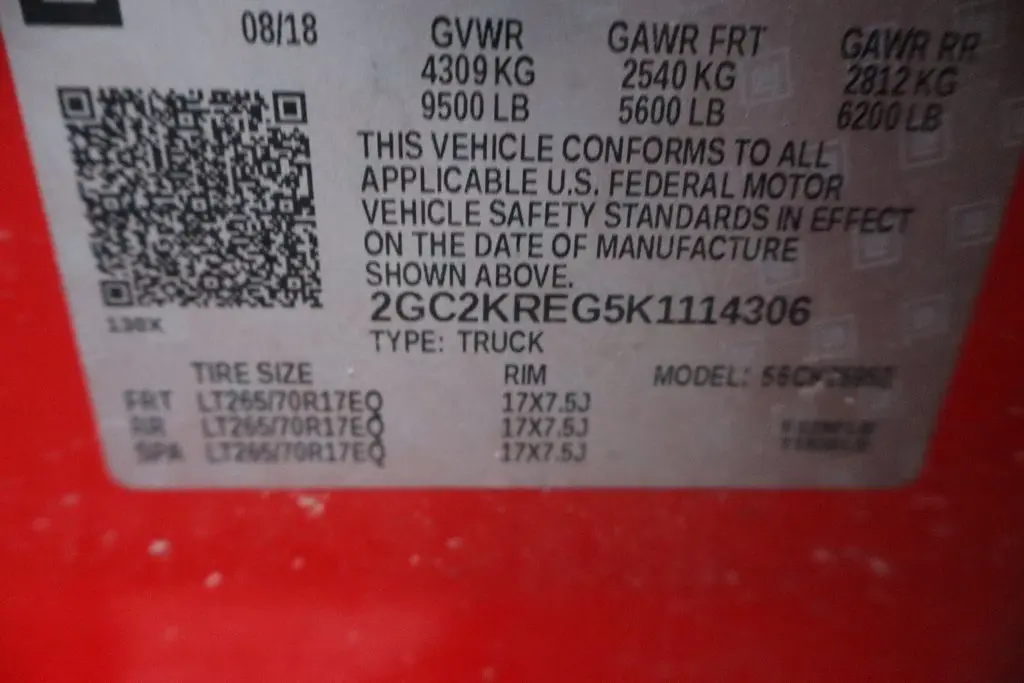 08/18 GVWR GAWR FRT GAWR RR
4309 KG 2540 KG 2812 KG
9500 LB 5600 LB 6200 LB
THIS VEHICLE CONFORMS TO ALL
APPLICABLE U.S. FEDERAL MOTOR
VEHICLE SAFETY STANDARDS IN EFFECT
ON THE DATE OF MANUFACTURE
SHOWN ABOVE.
2GC2KREG5K1114306
TYPE: TRUCK
TIRE SIZE RIM MODEL:
FRT LT265/70R17EQ 17X7.5J
RR LT265/70R17EQ 17X7.5J
SPA LT265/70R17EQ 17X7.5J